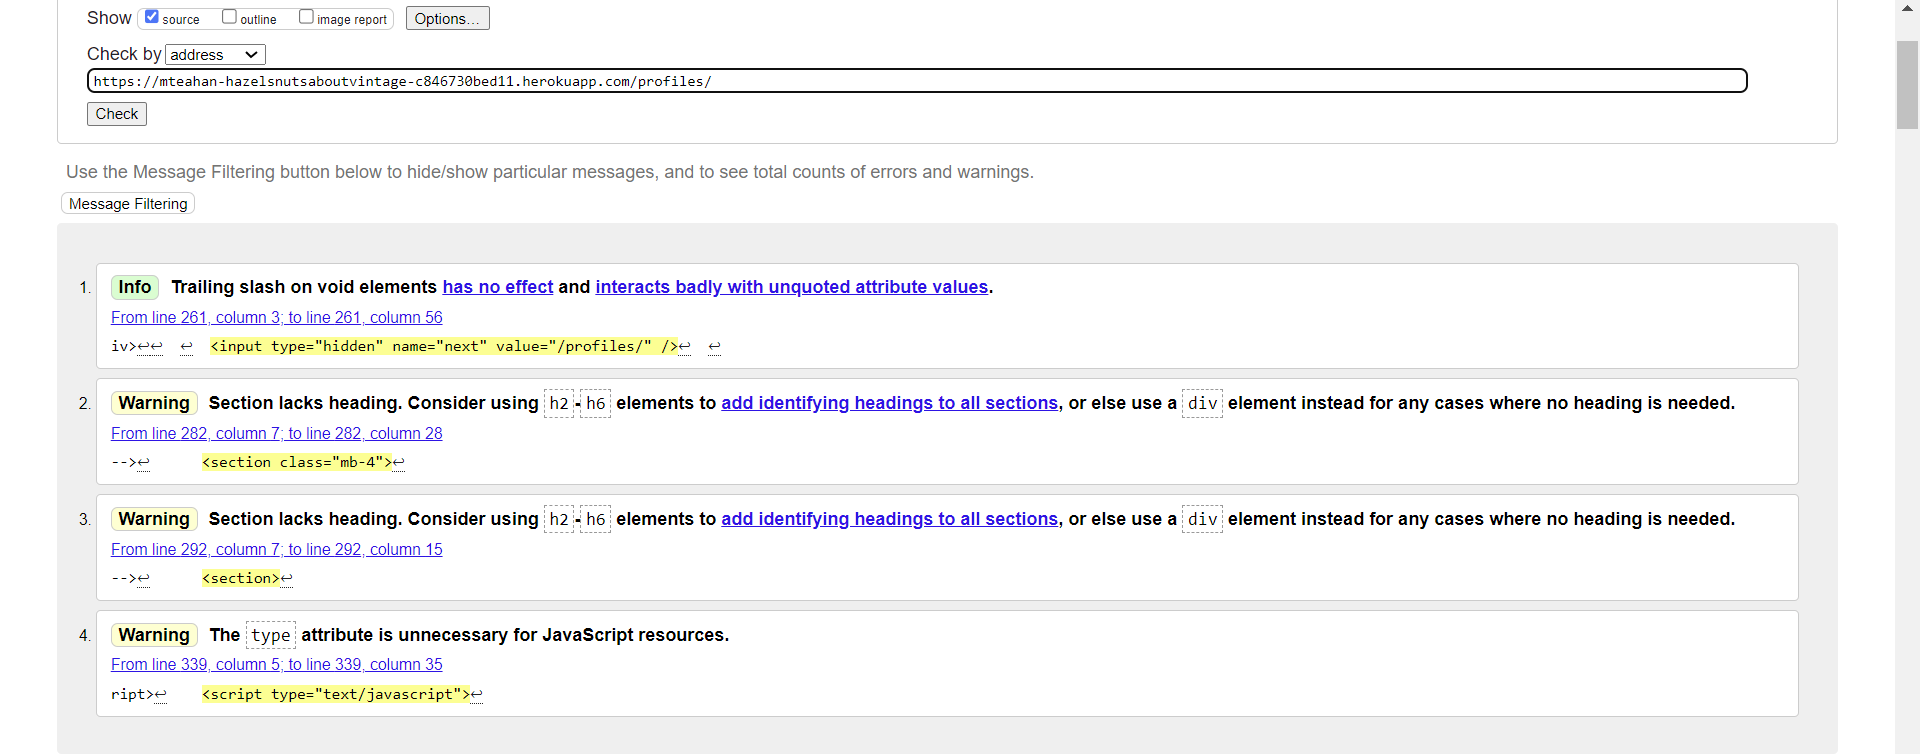 Show source outline image report Options...
Check by address
https://mteahan-hazelsnutsaboutvintage-c846730bed11.herokuapp.com/profiles/
Check
Use the Message Filtering button below to hide/show particular messages, and to see total counts of errors and warnings.
Message Filtering
1. Info Trailing slash on void elements has no effect and interacts badly with unquoted attribute values.
From line 261, column 3; to line 261, column 56
iv>↩↩ ↩ <input type="hidden" name="next" value="/profiles/" />↩ ↩
2. Warning Section lacks heading. Consider using h2-h6 elements to add identifying headings to all sections, or else use a div element instead for any cases where no heading is needed.
From line 282, column 7; to line 282, column 28
-->↩ <section class="mb-4">↩
3. Warning Section lacks heading. Consider using h2-h6 elements to add identifying headings to all sections, or else use a div element instead for any cases where no heading is needed.
From line 292, column 7; to line 292, column 15
-->↩ <section>↩
4. Warning The type attribute is unnecessary for JavaScript resources.
From line 339, column 5; to line 339, column 35
ript>↩ <script type="text/javascript">↩